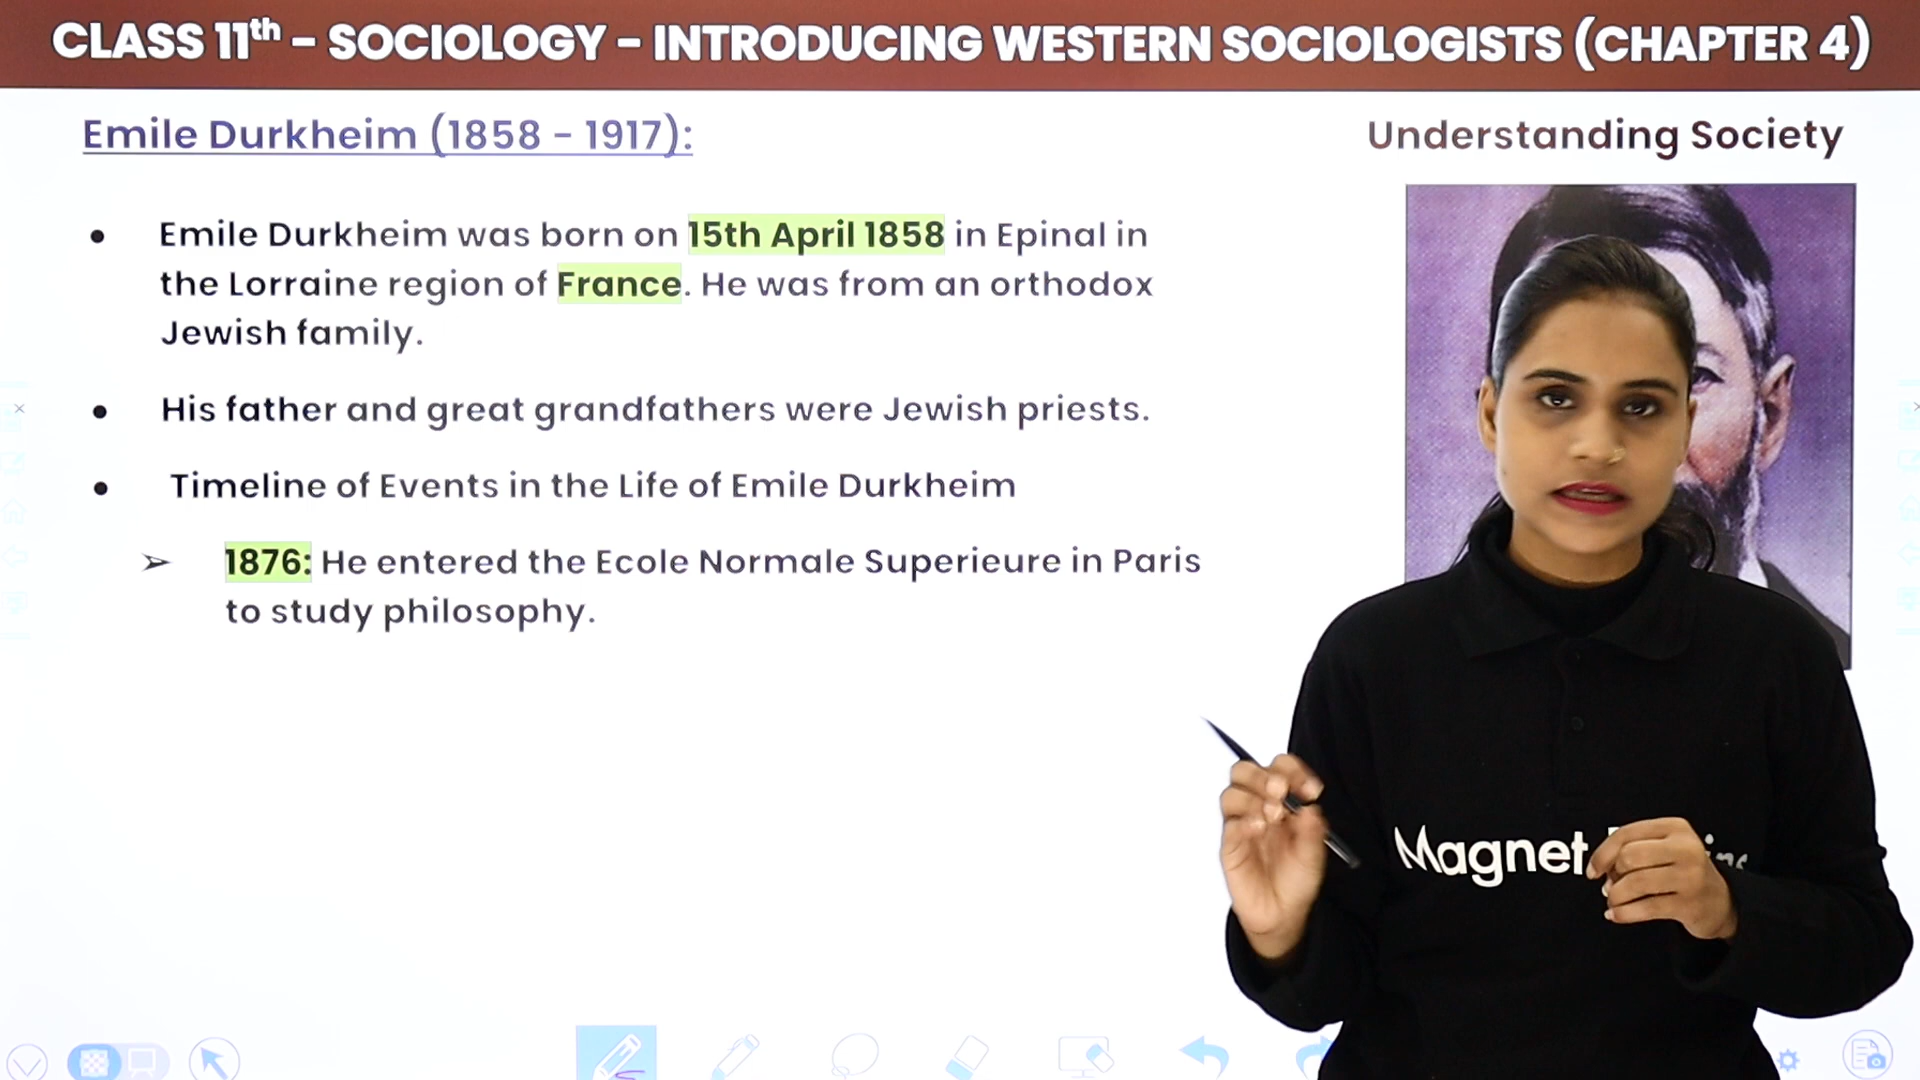 CLASS 11th - SOCIOLOGY - INTRODUCING WESTERN SOCIOLOGISTS (CHAPTER 4)
Emile Durkheim (1858 - 1917):
Understanding Society
• Emile Durkheim was born on 15th April 1858 in Epinal in
the Lorraine region of France. He was from an orthodox
Jewish family.
• His father and great grandfathers were Jewish priests.
• Timeline of Events in the Life of Emile Durkheim
➢ 1876: He entered the Ecole Normale Superieure in Paris
to study philosophy.
Magnet